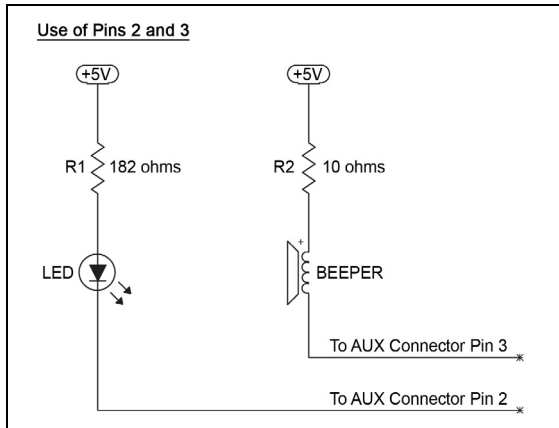 Use of Pins 2 and 3
+5V
+5V
R1
182 ohms
R2
10 ohms
LED
+
BEEPER
To AUX Connector Pin 3
To AUX Connector Pin 2